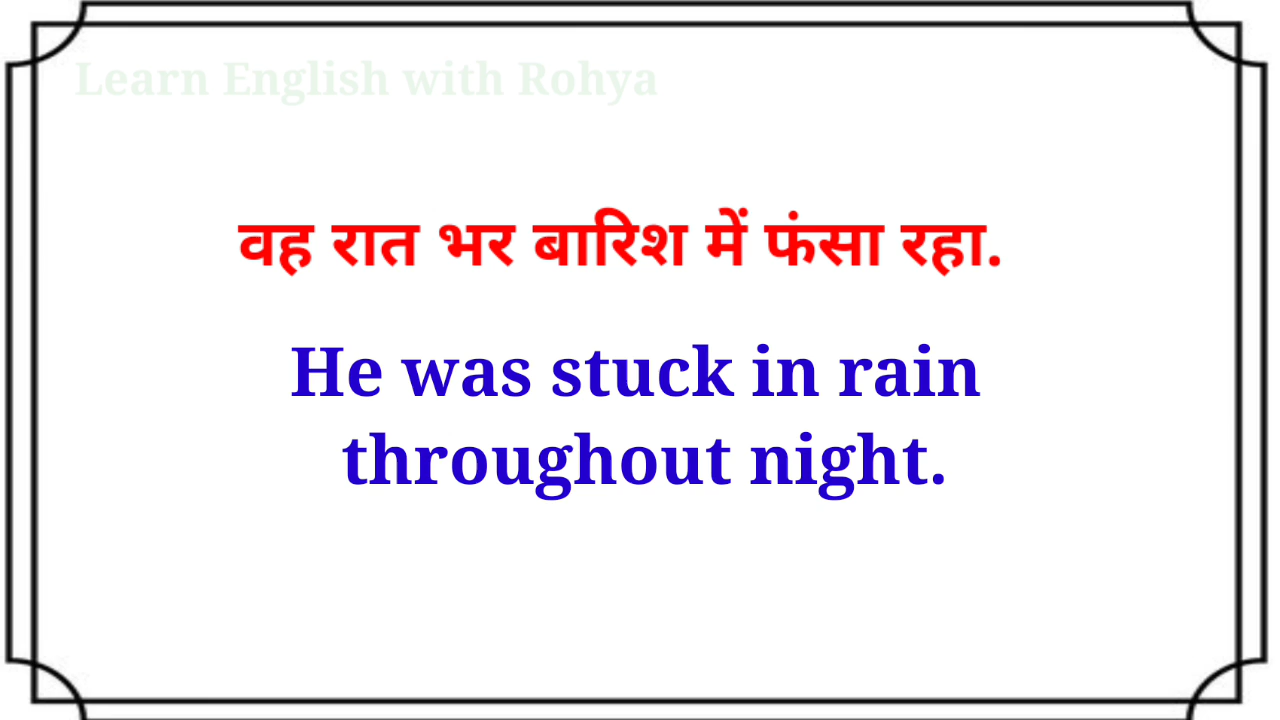 Learn English with Rohya
वह रात भर बारिश में फंसा रहा.
He was stuck in rain
throughout night.